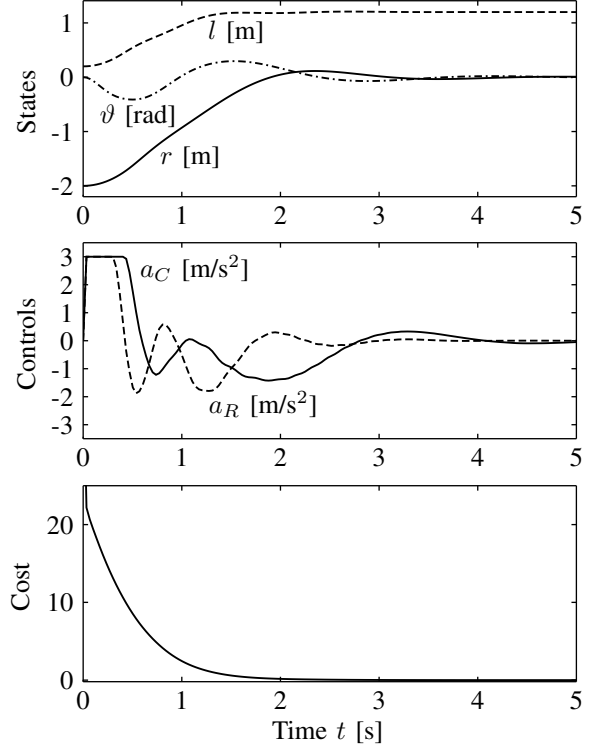 1
0
-1
-2
States
l [m]
ϑ [rad]
r [m]
0 1 2 3 4 5
3
2
1
0
-1
-2
-3
Controls
a_C [m/s²]
a_R [m/s²]
0 1 2 3 4 5
20
10
0
Cost
0 1 2 3 4 5
Time t [s]